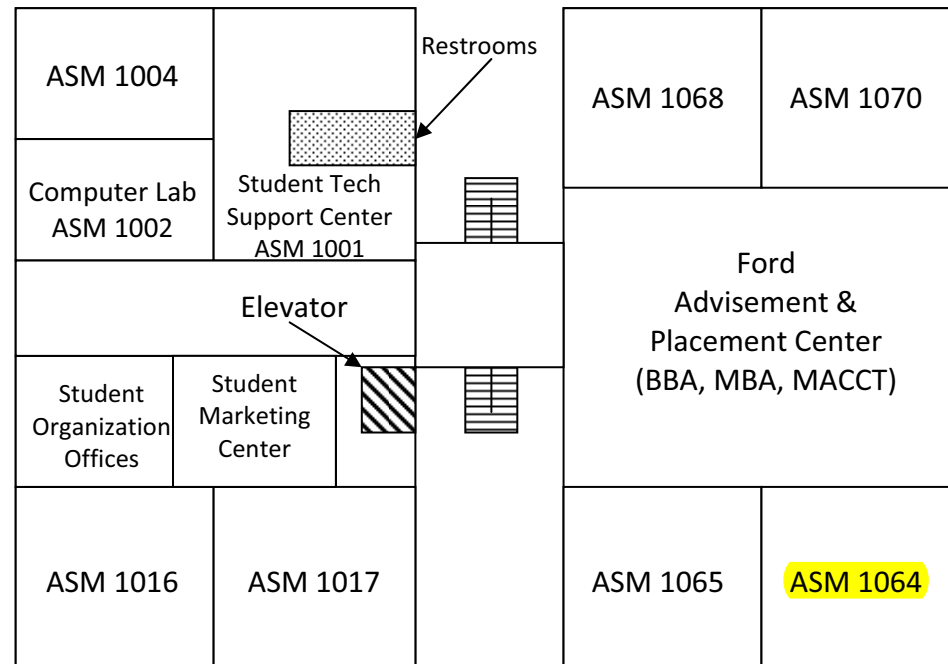 ASM 1004
Restrooms
ASM 1068
ASM 1070
Computer Lab
ASM 1002
Student Tech
Support Center
ASM 1001
Ford
Advisement &
Placement Center
(BBA, MBA, MACCT)
Elevator
Student
Organization
Offices
Student
Marketing
Center
ASM 1016
ASM 1017
ASM 1065
ASM 1064